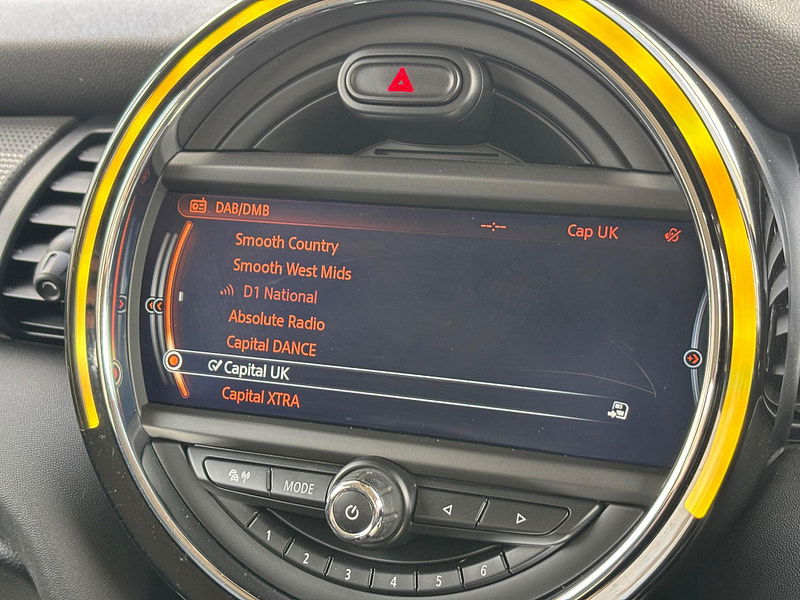 DAB/DMB
--:--
Cap UK
Smooth Country
Smooth West Mids
D1 National
Absolute Radio
Capital DANCE
Capital UK
Capital XTRA
MODE
1
2
3
4
5
6